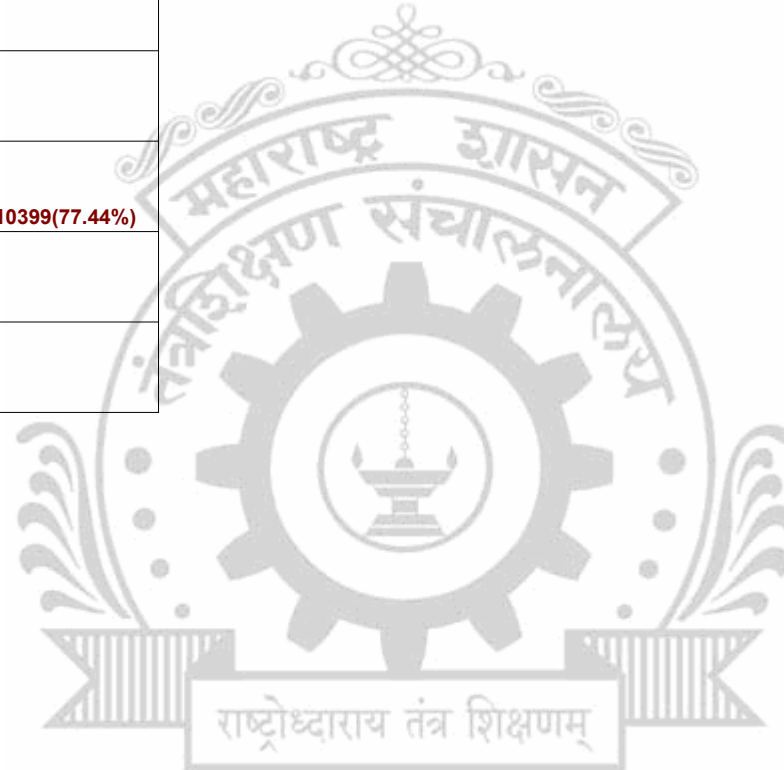 महाराष्ट्र शासन
10399(77.44%)
तंत्रशिक्षण संचालनालय
राष्ट्रोध्दाराय तंत्र शिक्षणम्